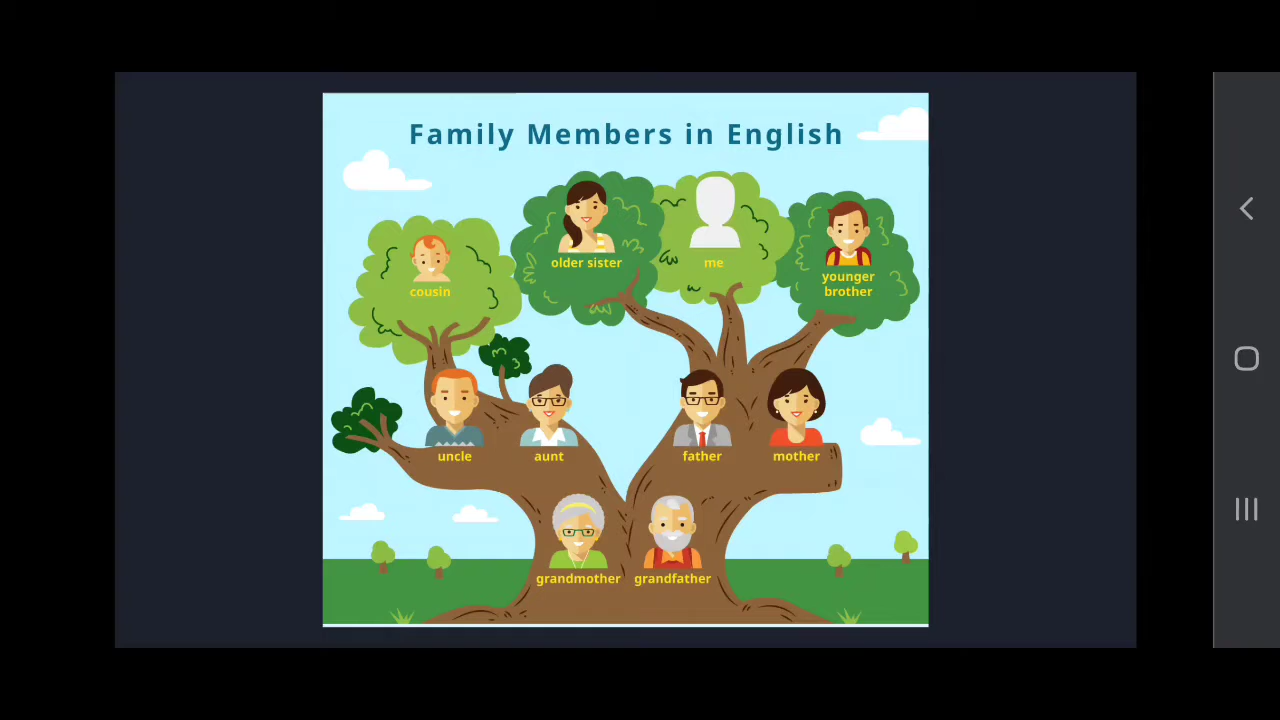 Family Members in English
older sister
me
younger
brother
cousin
uncle
aunt
father
mother
grandmother
grandfather